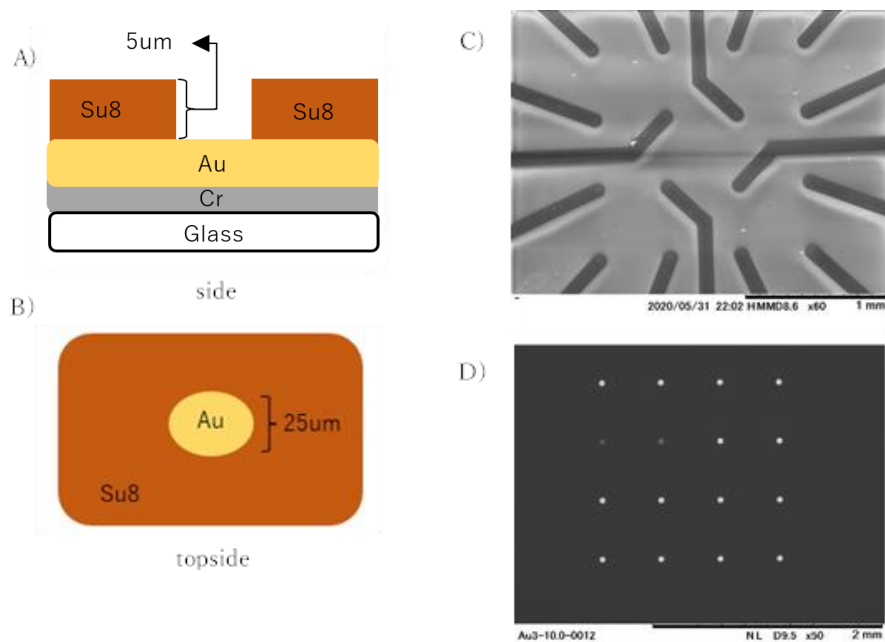 A)
5um
Su8
Su8
Au
Cr
Glass
side
B)
Au
25um
Su8
topside
C)
2020/05/31 22:02 HMMD8.6 x60 1 mm
D)
Au3-10.0-0012 NL D9.5 x50 2 mm